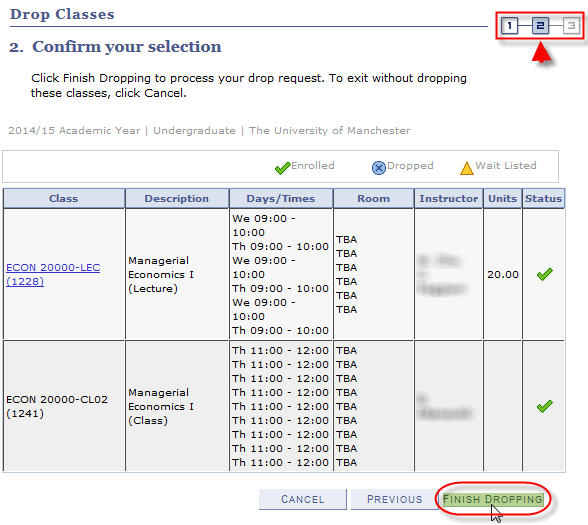 Drop Classes
1 2 3
2. Confirm your selection
Click Finish Dropping to process your drop request. To exit without dropping
these classes, click Cancel.
2014/15 Academic Year | Undergraduate | The University of Manchester
Enrolled Dropped Wait Listed
Class Description Days/Times Room Instructor Units Status
ECON 20000-LEC
(1228)
Managerial
Economics I
(Lecture)
We 09:00 -
10:00
Th 09:00 - 10:00
We 09:00 -
10:00
Th 09:00 - 10:00
We 09:00 -
10:00
Th 09:00 - 10:00
TBA
TBA
TBA
TBA
TBA
TBA
20.00
ECON 20000-CL02
(1241)
Managerial
Economics I
(Class)
Th 11:00 - 12:00
Th 11:00 - 12:00
Th 11:00 - 12:00
Th 11:00 - 12:00
Th 11:00 - 12:00
Th 11:00 - 12:00
Th 11:00 - 12:00
Th 11:00 - 12:00
Th 11:00 - 12:00
TBA
TBA
TBA
TBA
TBA
TBA
TBA
TBA
TBA
CANCEL PREVIOUS FINISH DROPPING